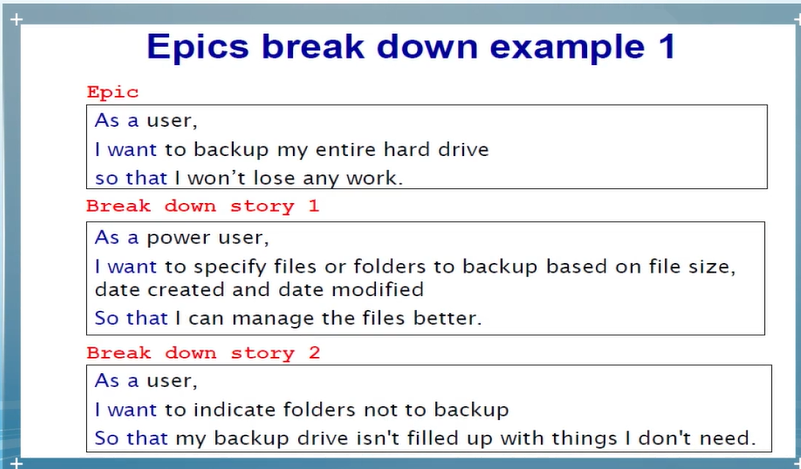 Epics break down example 1
Epic
As a user,
I want to backup my entire hard drive
so that I won’t lose any work.
Break down story 1
As a power user,
I want to specify files or folders to backup based on file size,
date created and date modified
So that I can manage the files better.
Break down story 2
As a user,
I want to indicate folders not to backup
So that my backup drive isn't filled up with things I don't need.